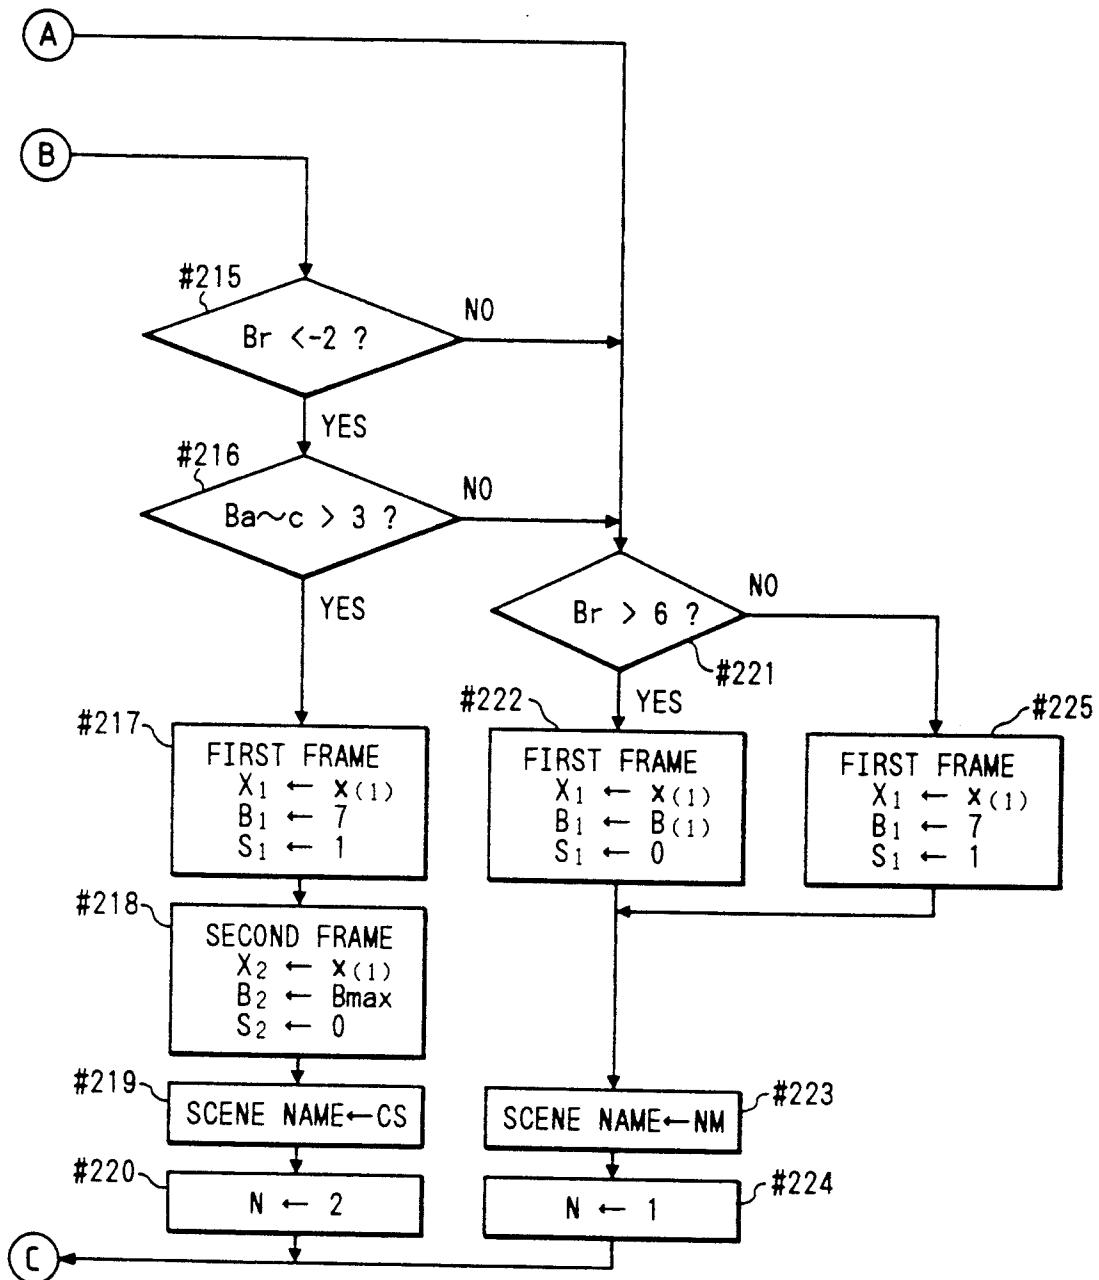 A
B
#215
Br <-2 ?
NO
YES
#216
Ba~c > 3 ?
NO
YES
Br > 6 ?
NO
#221
YES
#217
FIRST FRAME
X1 ← x(1)
B1 ← 7
S1 ← 1
#222
FIRST FRAME
X1 ← x(1)
B1 ← B(1)
S1 ← 0
#225
FIRST FRAME
X1 ← x(1)
B1 ← 7
S1 ← 1
#218
SECOND FRAME
X2 ← x(1)
B2 ← Bmax
S2 ← 0
#219
SCENE NAME←CS
#223
SCENE NAME←NM
#220
N ← 2
#224
N ← 1
C